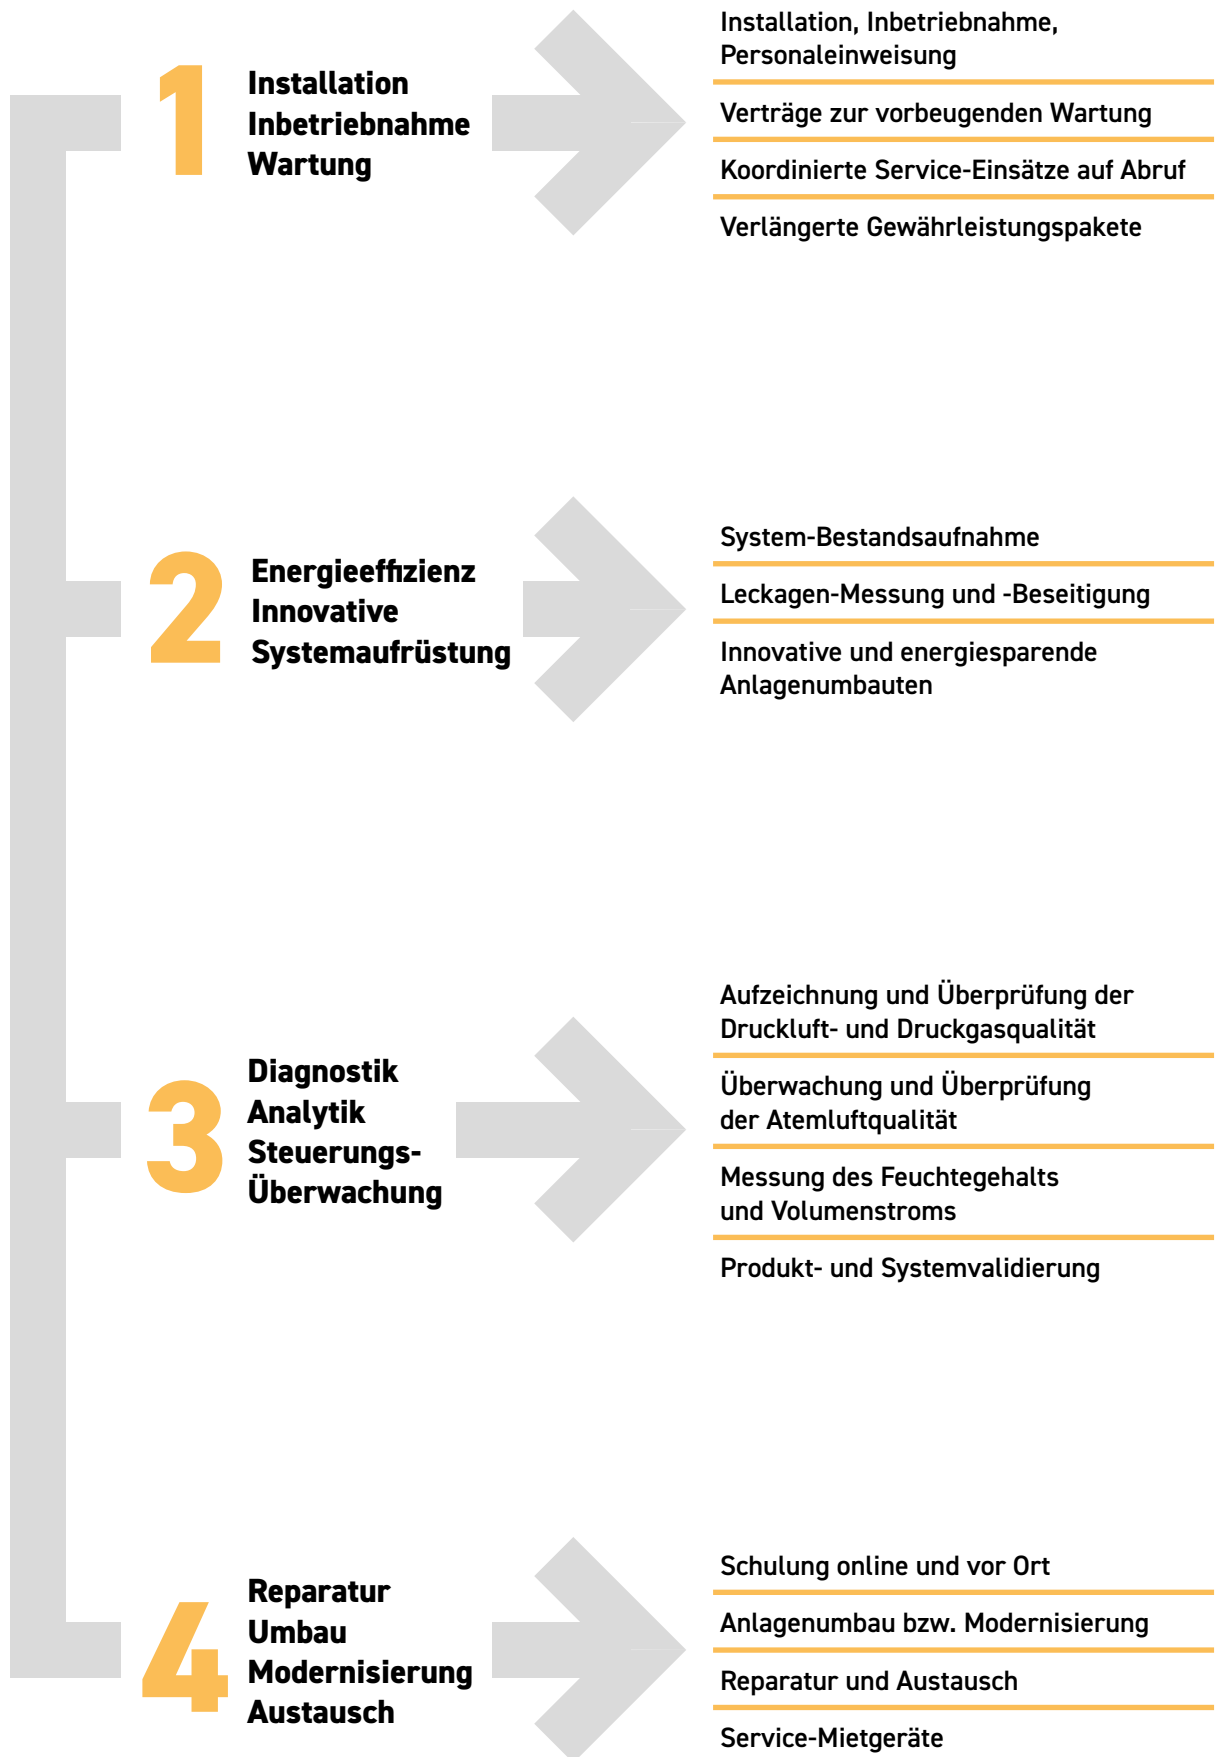 1
Installation
Inbetriebnahme
Wartung
Installation, Inbetriebnahme,
Personaleinweisung
Verträge zur vorbeugenden Wartung
Koordinierte Service-Einsätze auf Abruf
Verlängerte Gewährleistungspakete
2
Energieeffizienz
Innovative
Systemaufrüstung
System-Bestandsaufnahme
Leckagen-Messung und -Beseitigung
Innovative und energiesparende
Anlagenumbauten
3
Diagnostik
Analytik
Steuerungs-
Überwachung
Aufzeichnung und Überprüfung der
Druckluft- und Druckgasqualität
Überwachung und Überprüfung
der Atemluftqualität
Messung des Feuchtegehalts
und Volumenstroms
Produkt- und Systemvalidierung
4
Reparatur
Umbau
Modernisierung
Austausch
Schulung online und vor Ort
Anlagenumbau bzw. Modernisierung
Reparatur und Austausch
Service-Mietgeräte